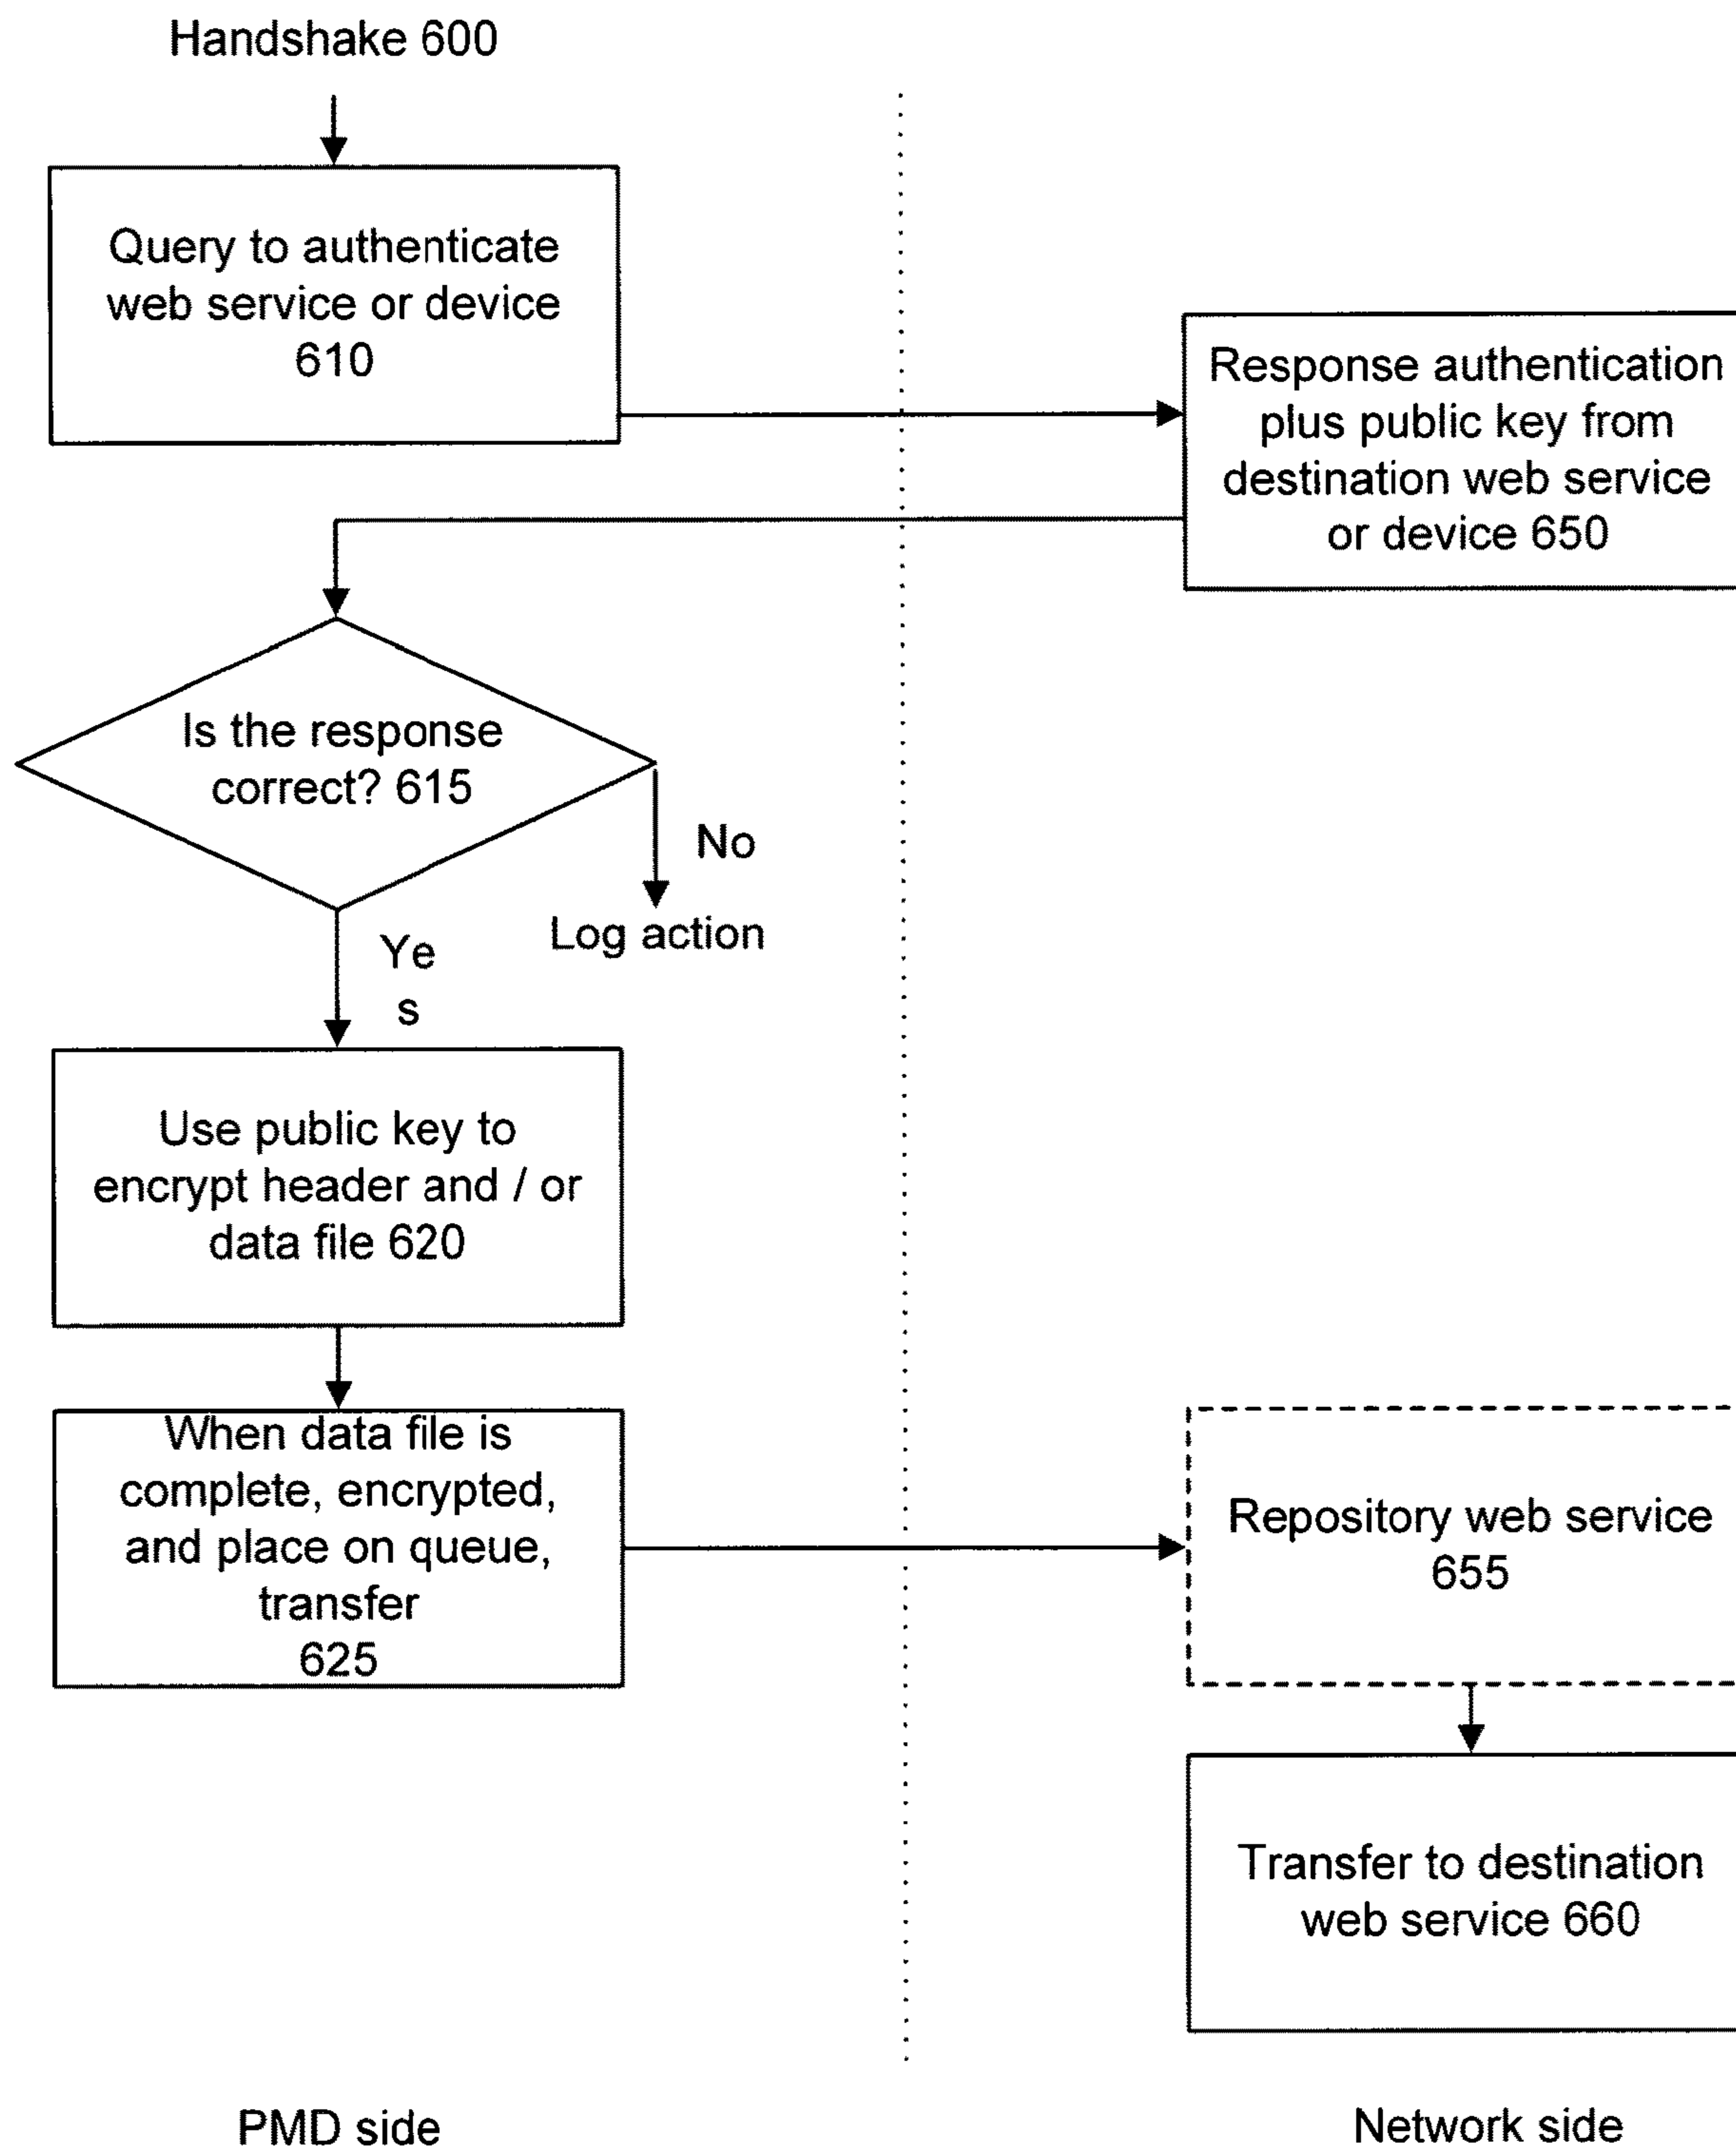 Handshake 600
Query to authenticate
web service or device
610
Response authentication
plus public key from
destination web service
or device 650
Is the response
correct? 615
No
Log action
Ye
s
Use public key to
encrypt header and / or
data file 620
When data file is
complete, encrypted,
and place on queue,
transfer
625
Repository web service
655
Transfer to destination
web service 660
PMD side
Network side